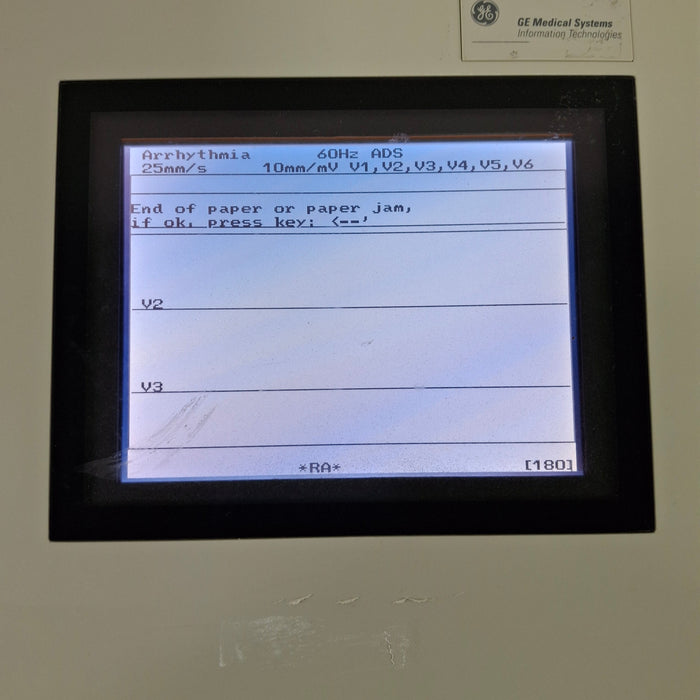 GE Medical Systems
Information Technologies
Arrhythmia 60Hz ADS
25mm/s 10mm/mV V1,V2,V3,V4,V5,V6
End of paper or paper jam,
if ok, press key: <--'
V2
V3
*RA* [180]